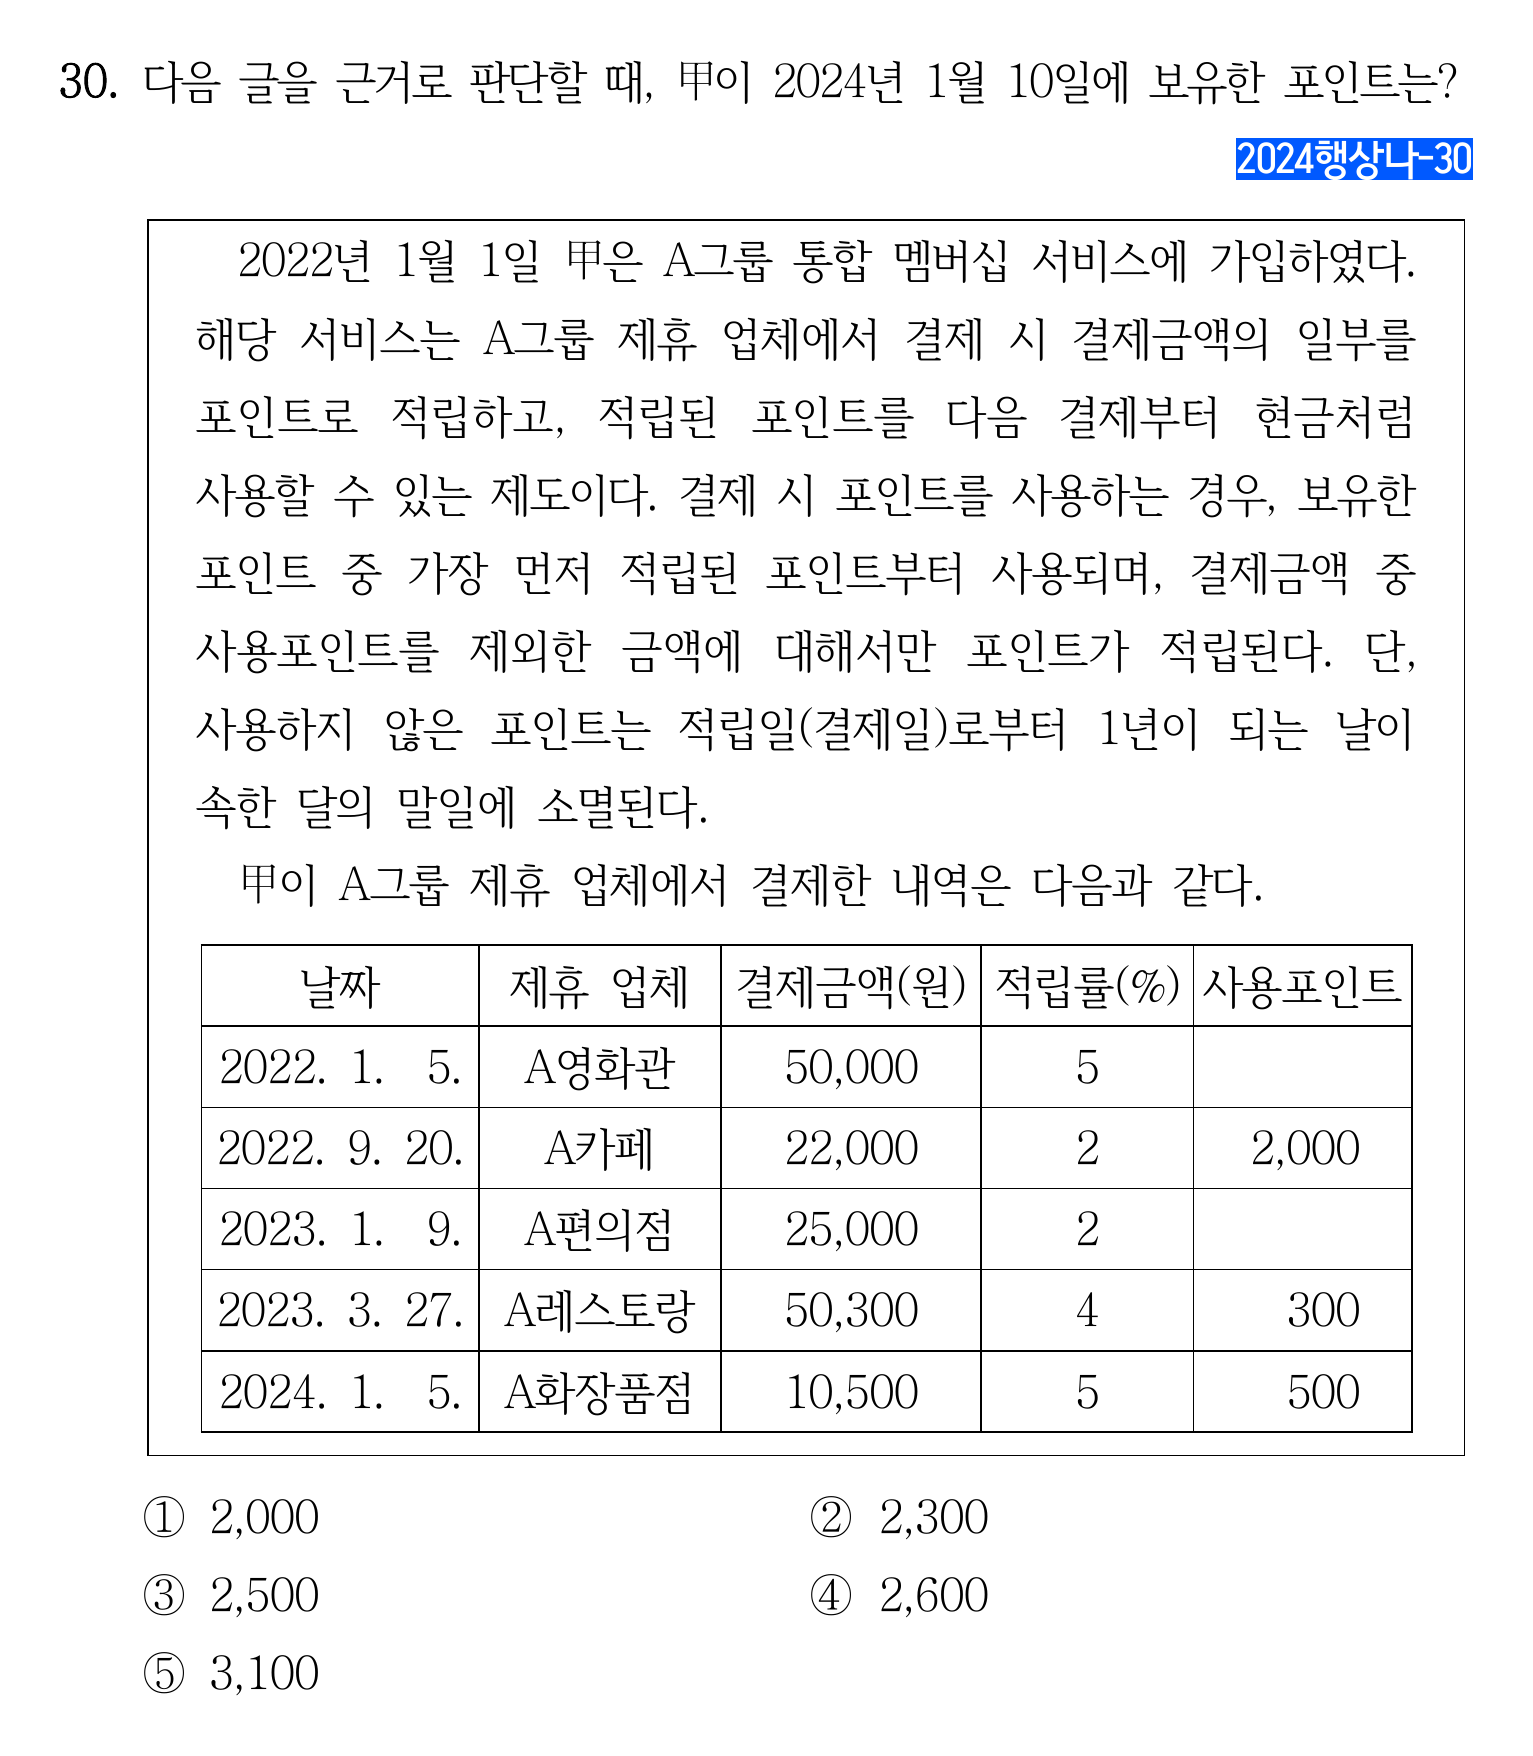 30. 다음 글을 근거로 판단할 때, 甲이 2024년 1월 10일에 보유한 포인트는?
2024행상나-30
2022년 1월 1일 甲은 A그룹 통합 멤버십 서비스에 가입하였다.
해당 서비스는 A그룹 제휴 업체에서 결제 시 결제금액의 일부를
포인트로 적립하고, 적립된 포인트를 다음 결제부터 현금처럼
사용할 수 있는 제도이다. 결제 시 포인트를 사용하는 경우, 보유한
포인트 중 가장 먼저 적립된 포인트부터 사용되며, 결제금액 중
사용포인트를 제외한 금액에 대해서만 포인트가 적립된다. 단,
사용하지 않은 포인트는 적립일(결제일)로부터 1년이 되는 날이
속한 달의 말일에 소멸된다.
甲이 A그룹 제휴 업체에서 결제한 내역은 다음과 같다.
날짜 제휴 업체 결제금액(원) 적립률(%) 사용포인트
2022. 1. 5. A영화관 50,000 5
2022. 9. 20. A카페 22,000 2 2,000
2023. 1. 9. A편의점 25,000 2
2023. 3. 27. A레스토랑 50,300 4 300
2024. 1. 5. A화장품점 10,500 5 500
① 2,000 ② 2,300
③ 2,500 ④ 2,600
⑤ 3,100